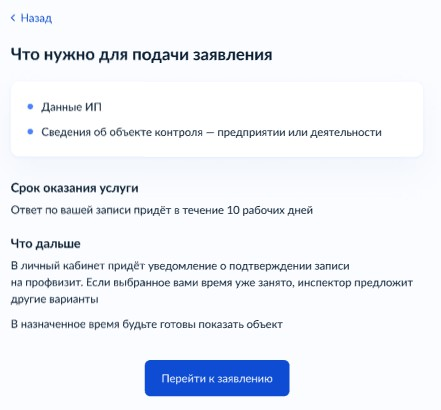 Назад
Что нужно для подачи заявления
Данные ИП
Сведения об объекте контроля — предприятии или деятельности
Срок оказания услуги
Ответ по вашей записи придёт в течение 10 рабочих дней
Что дальше
В личный кабинет придёт уведомление о подтверждении записи
на профвизит. Если выбранное вами время уже занято, инспектор предложит
другие варианты
В назначенное время будьте готовы показать объект
Перейти к заявлению